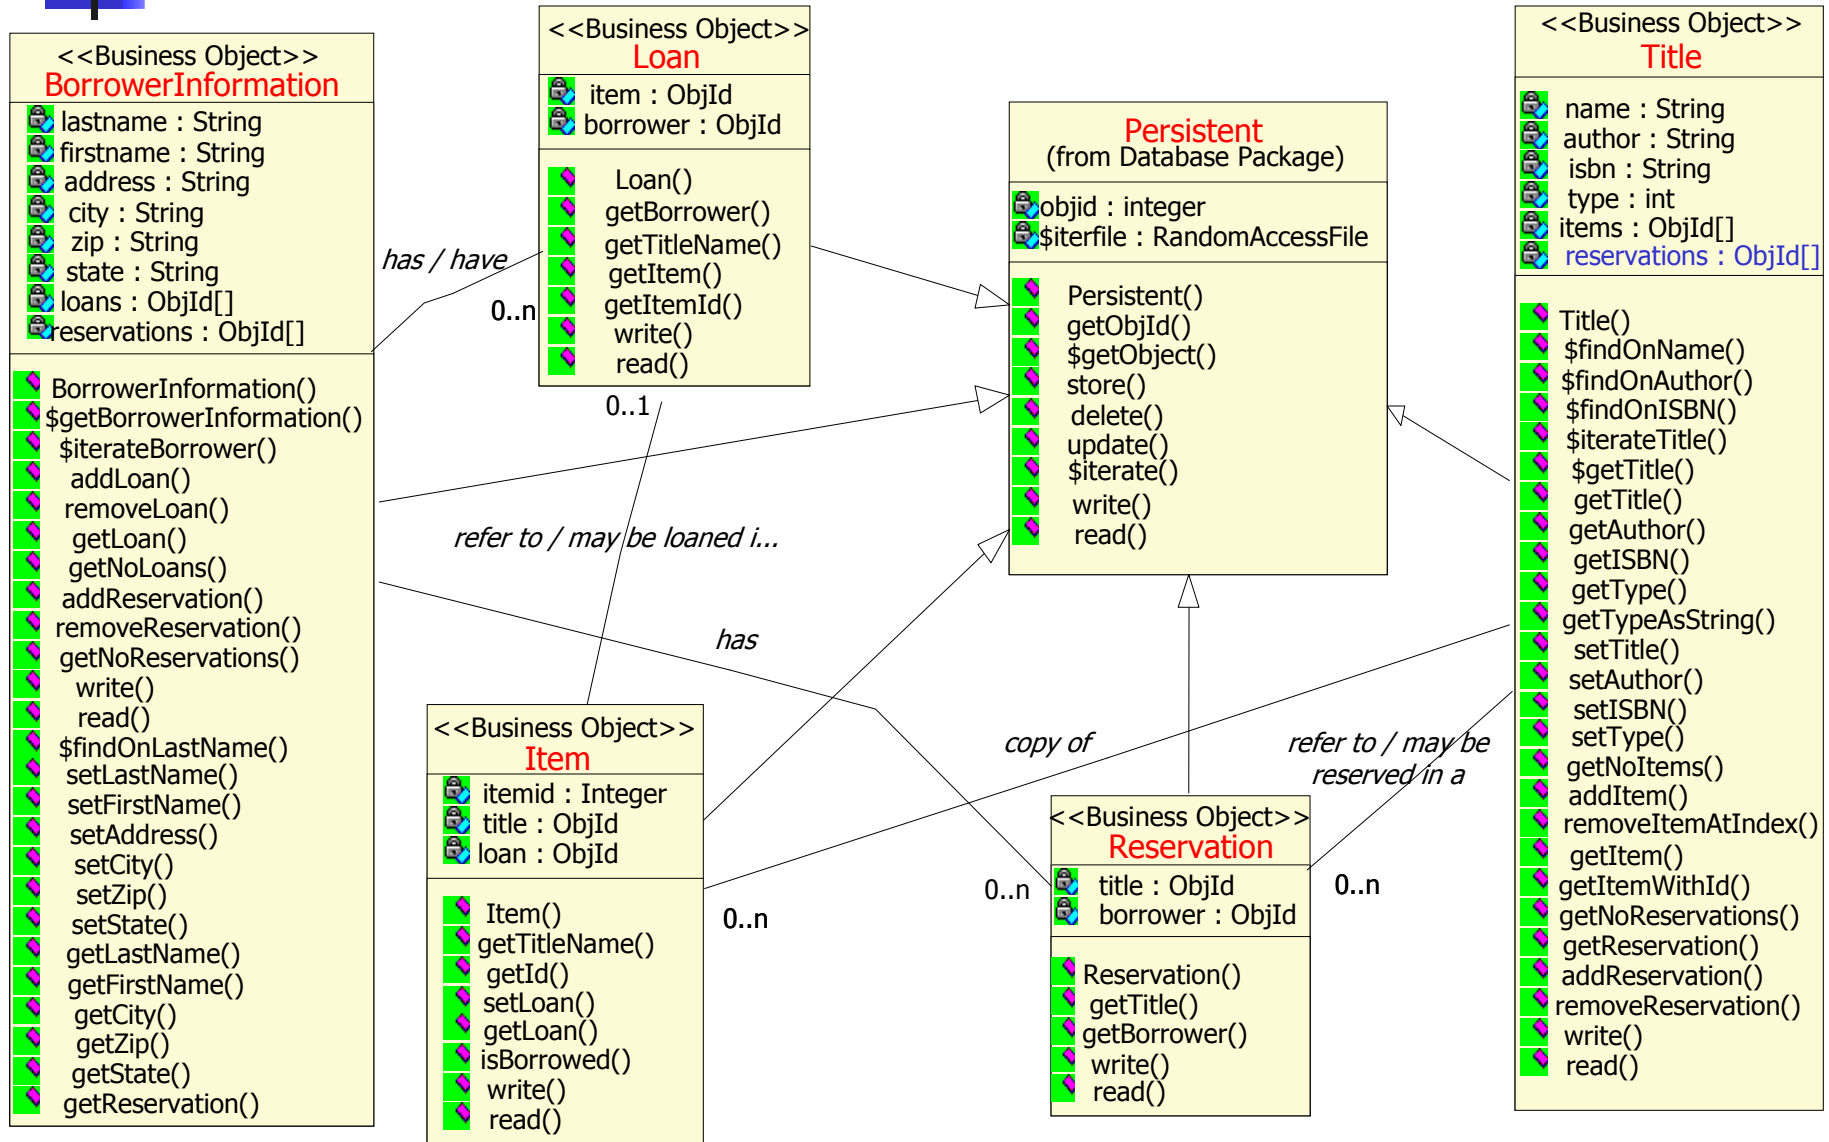 <<Business Object>>
BorrowerInformation
lastname : String
firstname : String
address : String
city : String
zip : String
state : String
loans : ObjId[]
reservations : ObjId[]
BorrowerInformation()
$getBorrowerInformation()
$iterateBorrower()
addLoan()
removeLoan()
getLoan()
getNoLoans()
addReservation()
removeReservation()
getNoReservations()
write()
read()
$findOnLastName()
setLastName()
setFirstName()
setAddress()
setCity()
setZip()
setState()
getLastName()
getFirstName()
getCity()
getZip()
getState()
getReservation()
has / have
0..n
<<Business Object>>
Loan
item : ObjId
borrower : ObjId
Loan()
getBorrower()
getTitleName()
getItem()
getItemId()
write()
read()
0..1
refer to / may be loaned i...
has
<<Business Object>>
Item
itemid : Integer
title : ObjId
loan : ObjId
Item()
getTitleName()
getId()
setLoan()
getLoan()
isBorrowed()
write()
read()
0..n
Persistent
(from Database Package)
objid : integer
$iterfile : RandomAccessFile
Persistent()
getObjId()
$getObject()
store()
delete()
update()
$iterate()
write()
read()
copy of
refer to / may be
reserved in a
0..n
0..n
<<Business Object>>
Reservation
title : ObjId
borrower : ObjId
Reservation()
getTitle()
getBorrower()
write()
read()
<<Business Object>>
Title
name : String
author : String
isbn : String
type : int
items : ObjId[]
reservations : ObjId[]
Title()
$findOnName()
$findOnAuthor()
$findOnISBN()
$iterateTitle()
$getTitle()
getTitle()
getAuthor()
getISBN()
getType()
getTypeAsString()
setTitle()
setAuthor()
setISBN()
setType()
getNoItems()
addItem()
removeItemAtIndex()
getItem()
getItemWithId()
getNoReservations()
getReservation()
addReservation()
removeReservation()
write()
read()